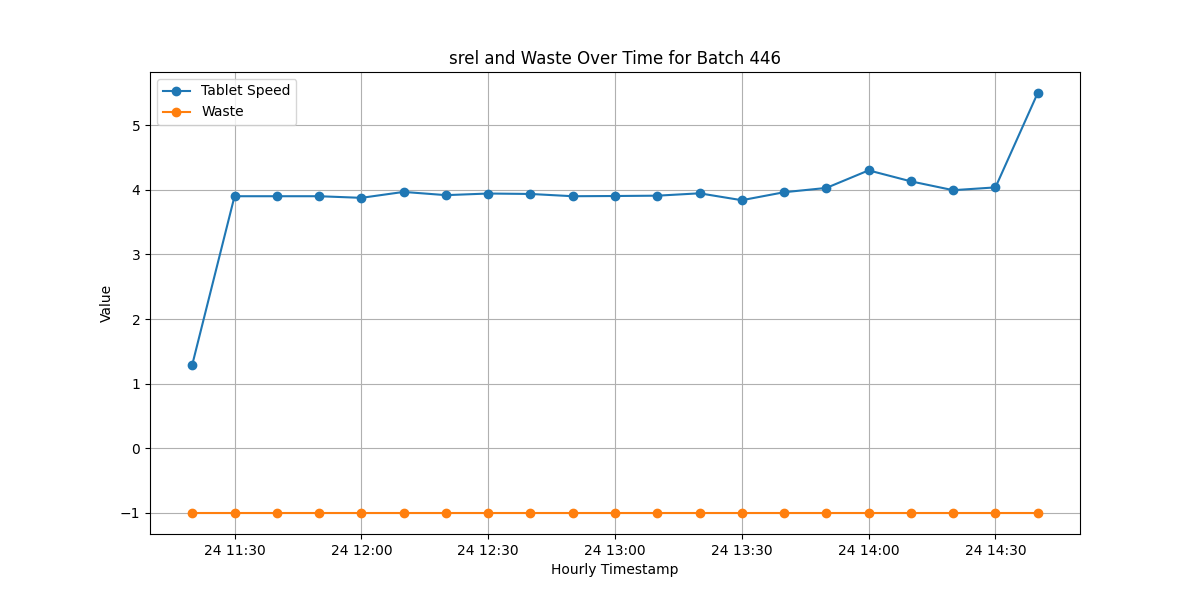 srel and Waste Over Time for Batch 446
Tablet Speed
Waste
5
4
3
2
1
0
−1
Value
24 11:30 24 12:00 24 12:30 24 13:00 24 13:30 24 14:00 24 14:30
Hourly Timestamp